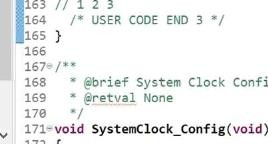 163 // 1 2 3
164 /* USER CODE END 3 */
165 }
166
167 /**
168 * @brief System Clock Confi
169 * @retval None
170 */
171 void SystemClock_Config(void)
172 {